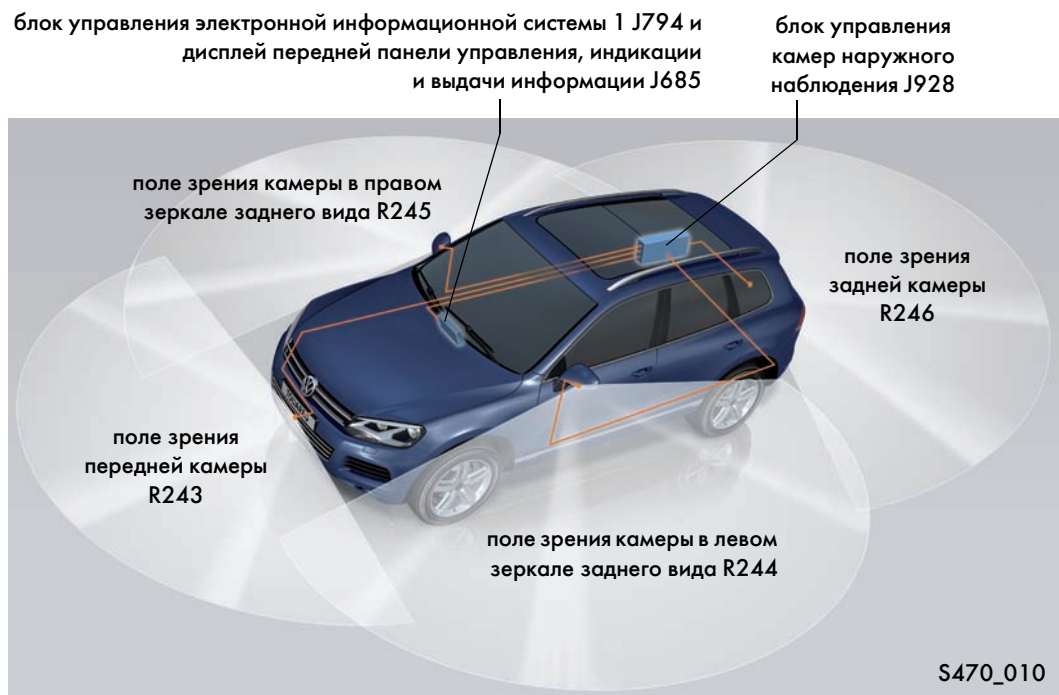 блок управления электронной информационной системы 1 J794 и
дисплей передней панели управления, индикации
и выдачи информации J685
блок управления
камер наружного
наблюдения J928
поле зрения камеры в правом
зеркале заднего вида R245
поле зрения
задней камеры
R246
поле зрения
передней камеры
R243
поле зрения камеры в левом
зеркале заднего вида R244
S470_010